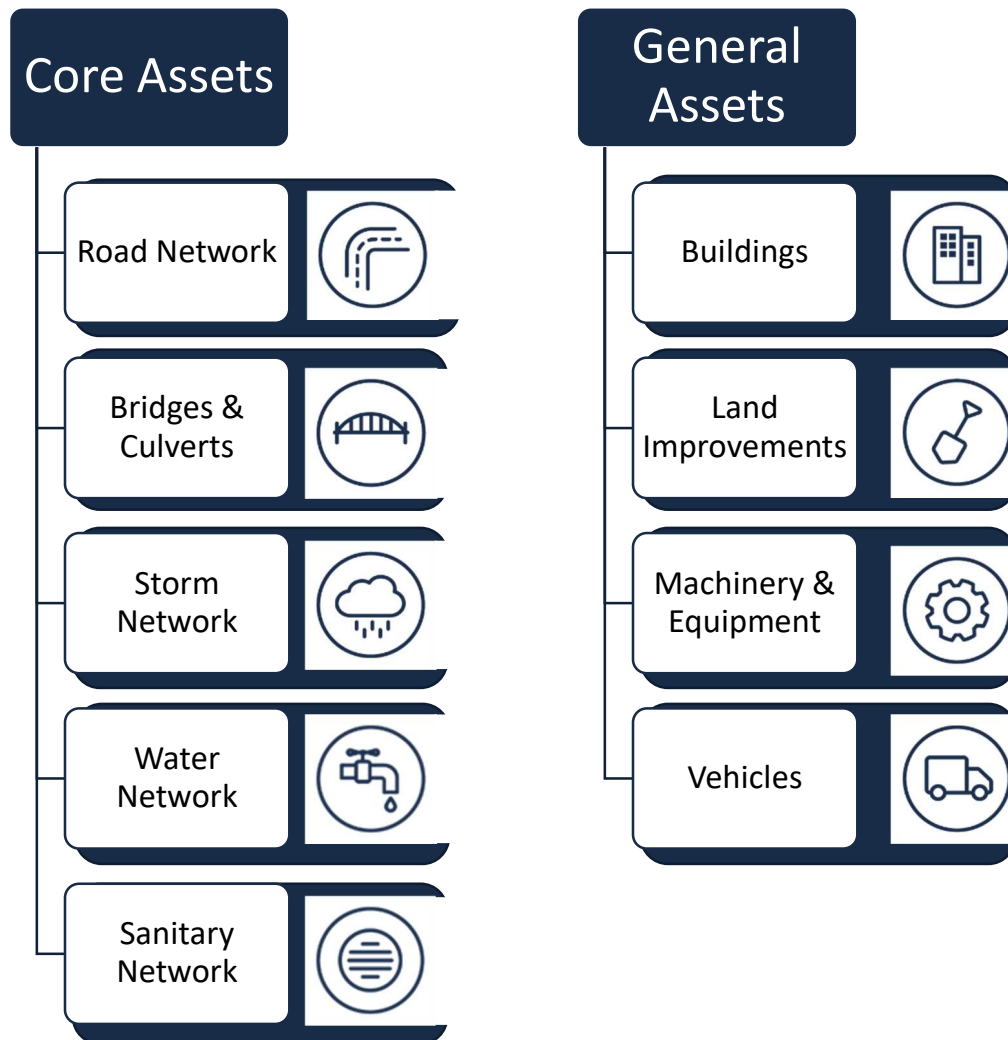 Core Assets
Road Network
Bridges &
Culverts
Storm
Network
Water
Network
Sanitary
Network
General
Assets
Buildings
Land
Improvements
Machinery &
Equipment
Vehicles